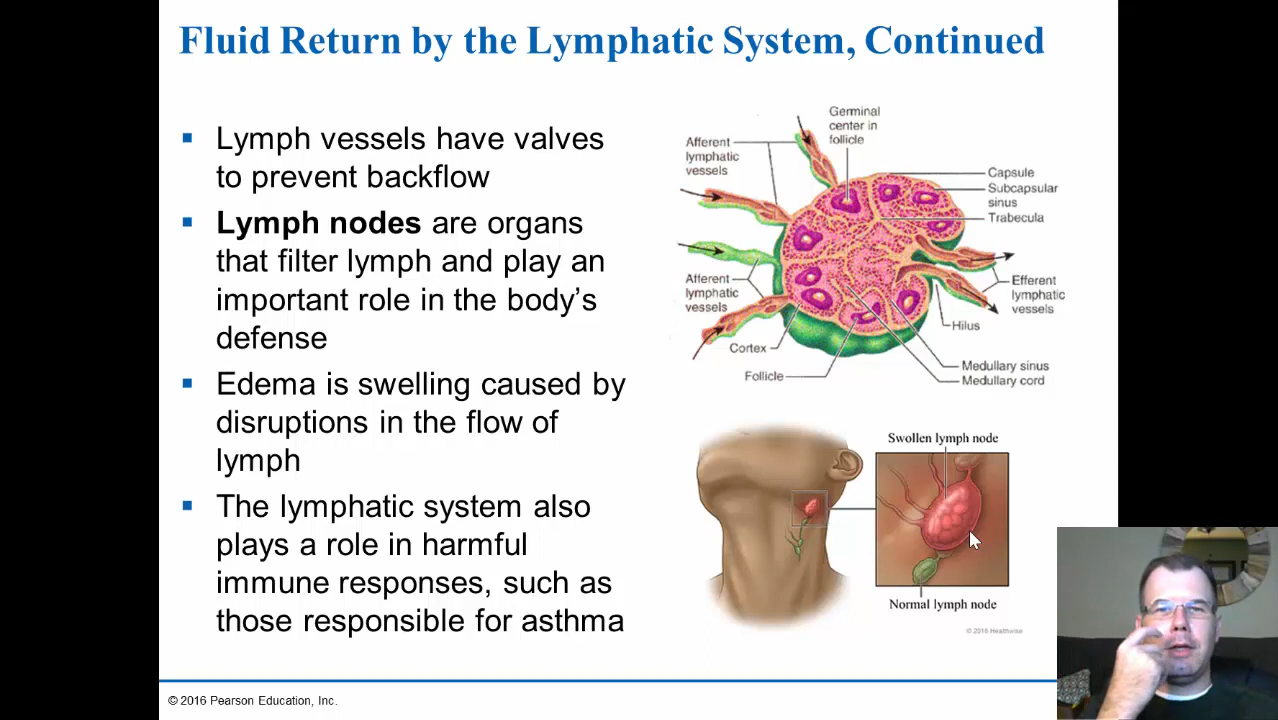 Fluid Return by the Lymphatic System, Continued
▪ Lymph vessels have valves
to prevent backflow
▪ Lymph nodes are organs
that filter lymph and play an
important role in the body's
defense
▪ Edema is swelling caused by
disruptions in the flow of
lymph
▪ The lymphatic system also
plays a role in harmful
immune responses, such as
those responsible for asthma
Germinal
center in
follicle
Afferent
lymphatic
vessels
Capsule
Subcapsular
sinus
Trabecula
Afferent
lymphatic
vessels
Efferent
lymphatic
vessels
Hilus
Cortex
Medullary sinus
Follicle
Medullary cord
Swollen lymph node
Normal lymph node
© 2016 Healthwise
© 2016 Pearson Education, Inc.